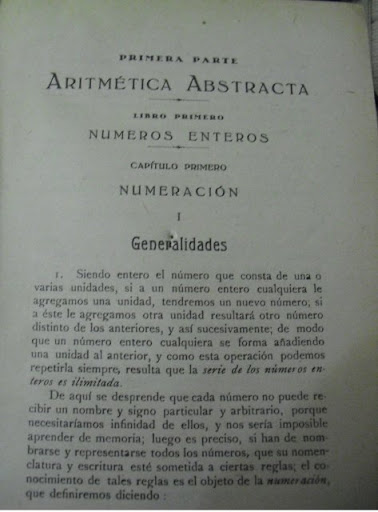 PRIMERA PARTE
ARITMÉTICA ABSTRACTA
LIBRO PRIMERO
NUMEROS ENTEROS
CAPÍTULO PRIMERO
NUMERACIÓN
I
Generalidades
1. Siendo entero el número que consta de una o
varias unidades, si a un número entero cualquiera le
agregamos una unidad, tendremos un nuevo número; si
a éste le agregamos otra unidad resultará otro número
distinto de los anteriores, y así sucesivamente; de modo
que un número entero cualquiera se forma añadiendo
una unidad al anterior, y como esta operación podemos
repetirla siempre, resulta que la serie de los números en-
teros es ilimitada.
De aquí se desprende que cada número no puede re-
cibir un nombre y signo particular y arbitrario, porque
necesitaríamos infinidad de ellos, y nos sería imposible
aprender de memoria; luego es preciso, si han de nom-
brarse y representarse todos los números, que su nomen-
clatura y escritura esté sometida a ciertas reglas; el co-
nocimiento de tales reglas es el objeto de la numeración,
que definiremos diciendo :